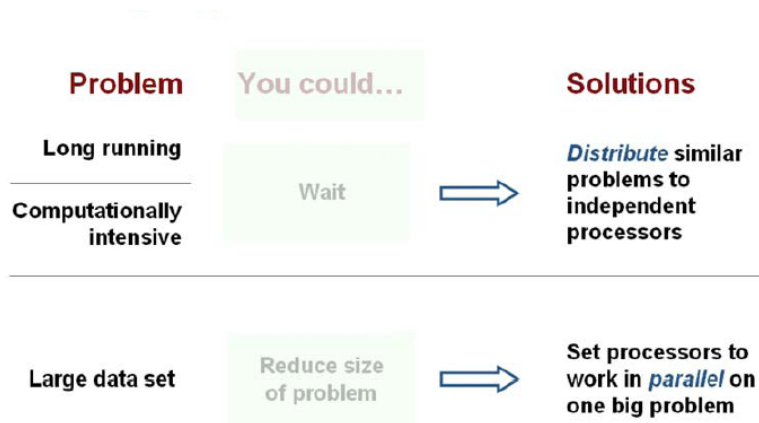 Problem
You could...
Solutions
Long running
Computationally
intensive
Wait
Distribute similar
problems to
independent
processors
Large data set
Reduce size
of problem
Set processors to
work in parallel on
one big problem